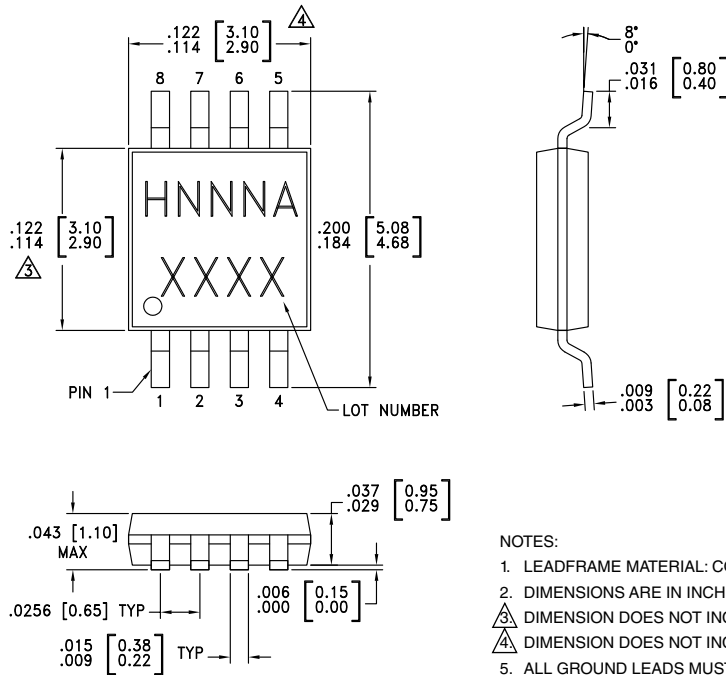 .122 [3.10]
.114 [2.90]
4
8 7 6 5
HNNNA
XXXX
.122 [3.10]
.114 [2.90]
3
.200 [5.08]
.184 [4.68]
PIN 1
1 2 3 4
LOT NUMBER
8°
0°
.031 [0.80]
.016 [0.40]
.009 [0.22]
.003 [0.08]
.043 [1.10]
MAX
.037 [0.95]
.029 [0.75]
.0256 [0.65] TYP
.006 [0.15]
.000 [0.00]
.015 [0.38]
.009 [0.22]
TYP
NOTES:
1. LEADFRAME MATERIAL:
2. DIMENSIONS ARE IN INCH
3. DIMENSION DOES NOT
4. DIMENSION DOES NOT
5. ALL GROUND LEADS MUST